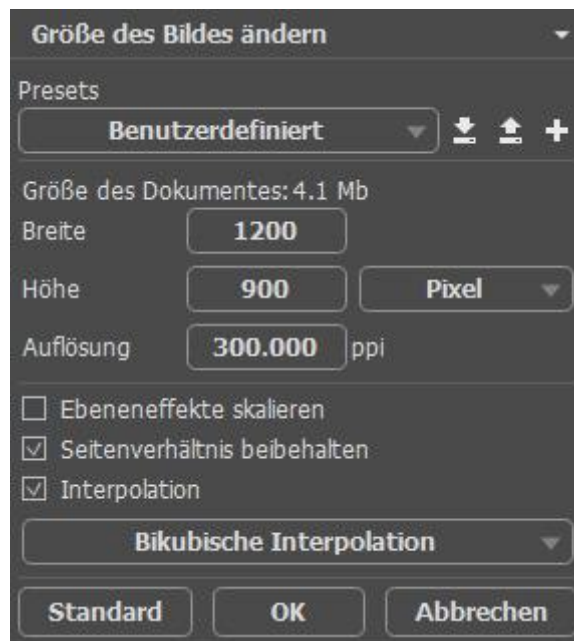 Größe des Bildes ändern
Presets
Benutzerdefiniert
Größe des Dokumentes: 4.1 Mb
Breite 1200
Höhe 900 Pixel
Auflösung 300.000 ppi
Ebeneneffekte skalieren
Seitenverhältnis beibehalten
Interpolation
Bikubische Interpolation
Standard OK Abbrechen